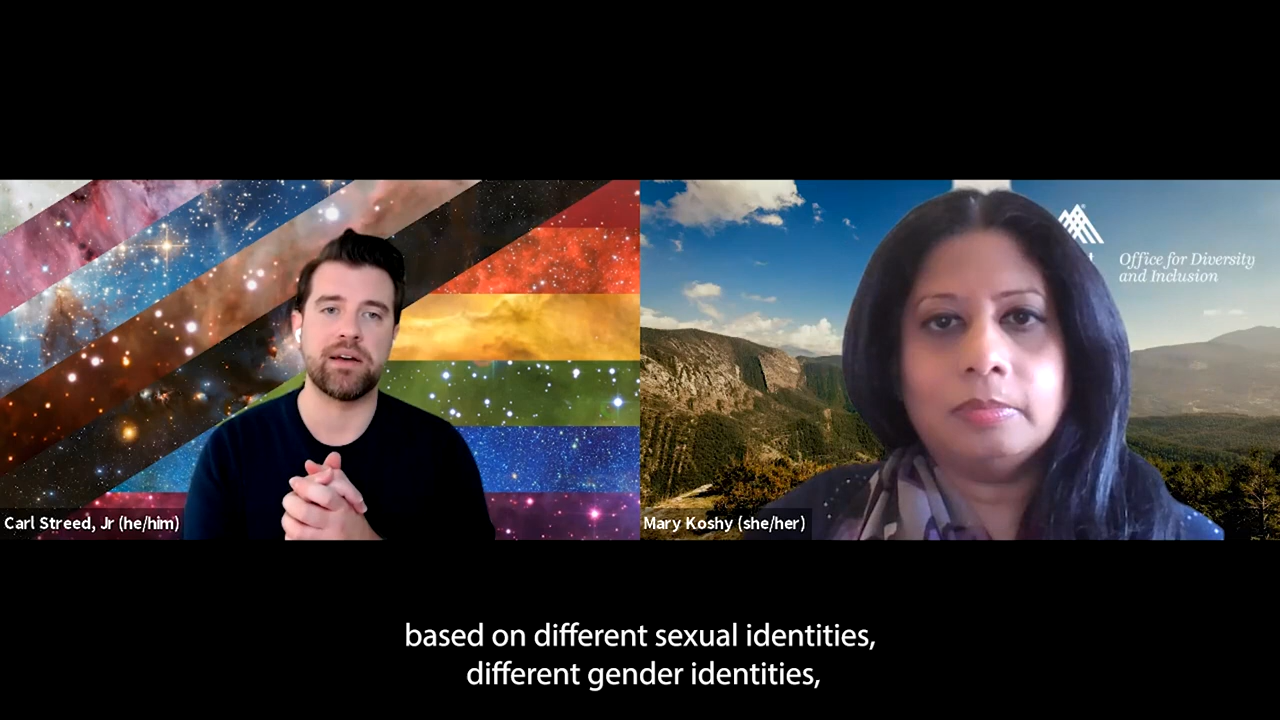 Office for Diversity
and Inclusion
Carl Streed, Jr (he/him)
Mary Koshy (she/her)
based on different sexual identities,
different gender identities,